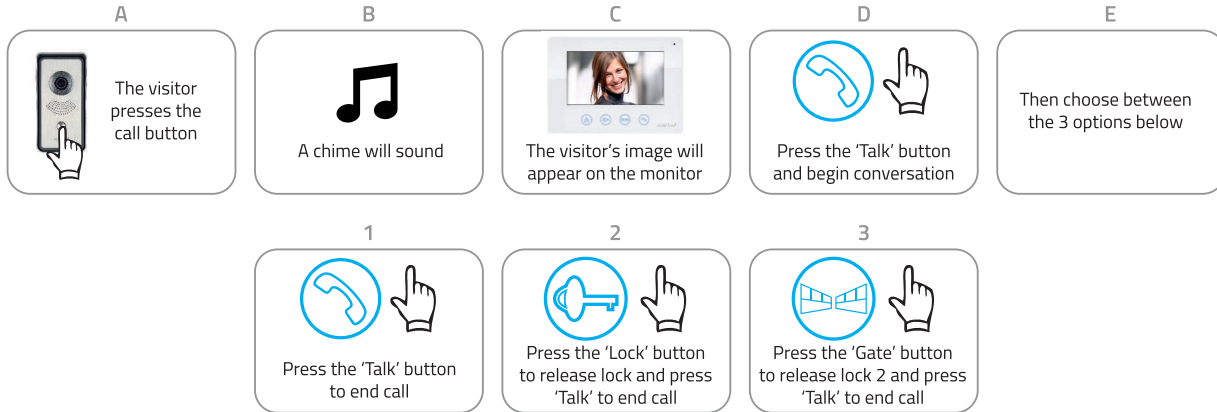 A
B
C
D
E
The visitor
presses the
call button
A chime will sound
The visitor’s image will
appear on the monitor
Press the ‘Talk’ button
and begin conversation
Then choose between
the 3 options below
1
2
3
Press the ‘Talk’ button
to end call
Press the ‘Lock’ button
to release lock and press
‘Talk’ to end call
Press the ‘Gate’ button
to release lock 2 and press
‘Talk’ to end call